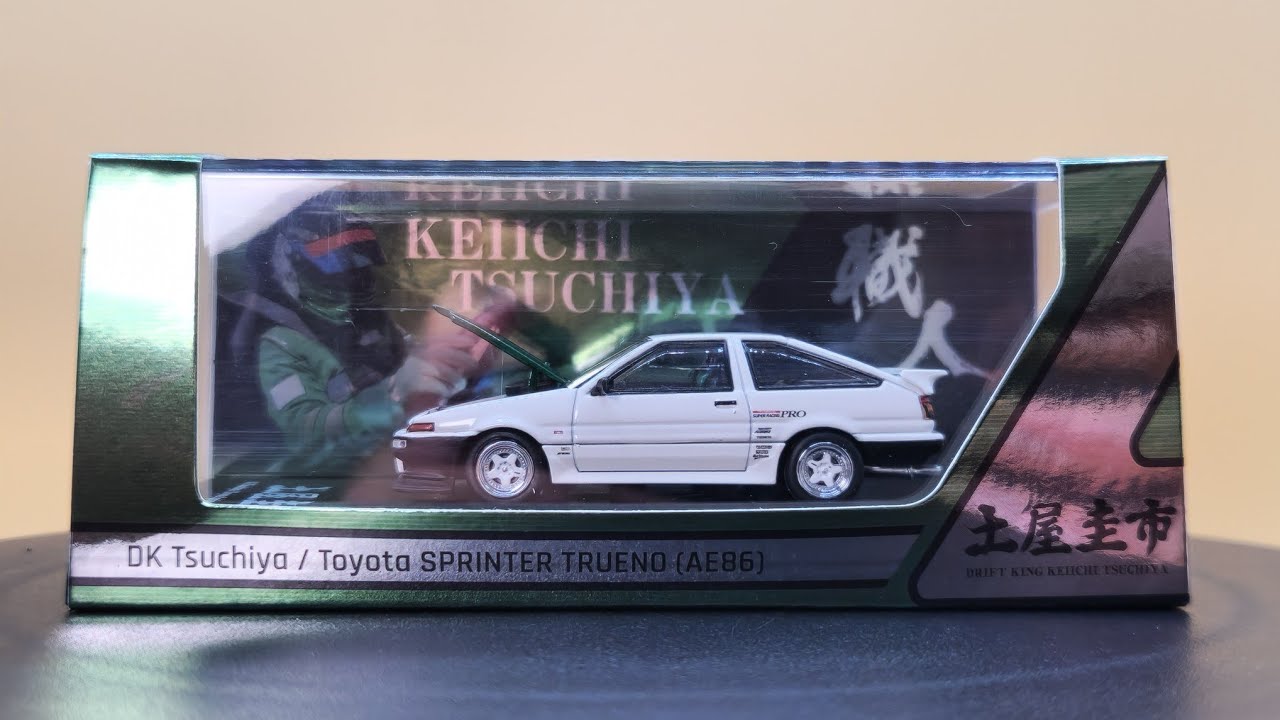 KEIICHI
KEIICHI
TSUCHIYA
職
人
PRO
DK Tsuchiya / Toyota SPRINTER TRUENO (AE86)
土屋圭市
DRIFT KING KEIICHI TSUCHIYA